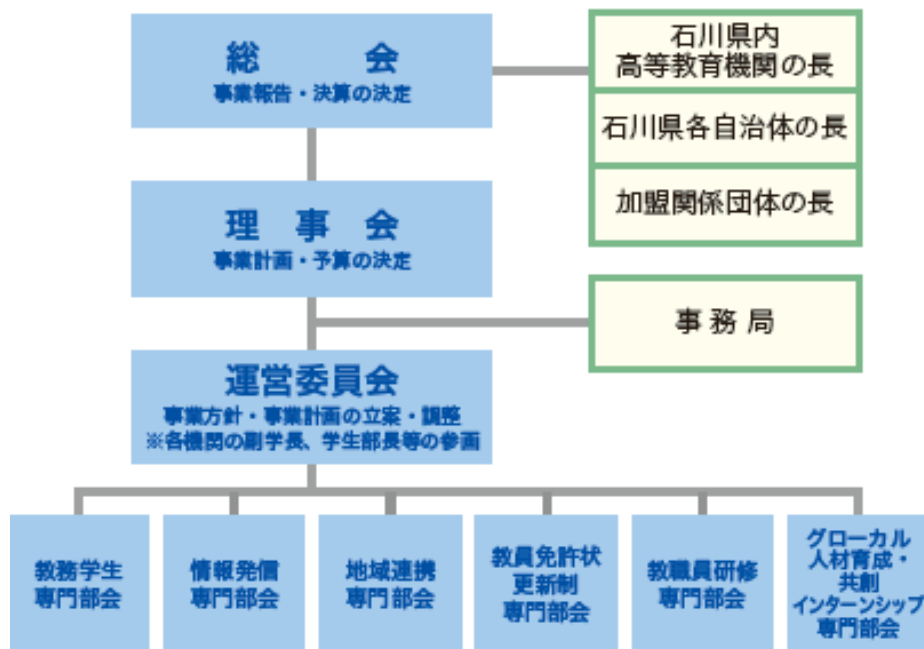 総会
事業報告・決算の決定
石川県内
高等教育機関の長
石川県各自治体の長
加盟関係団体の長
理事会
事業計画・予算の決定
事務局
運営委員会
事業方針・事業計画の立案・調整
※各機関の副学長、学生部長等の参画
教務学生
専門部会
情報発信
専門部会
地域連携
専門部会
教員免許状
更新制
専門部会
教職員研修
専門部会
グローカル
人材育成・
共創
インターンシップ
専門部会